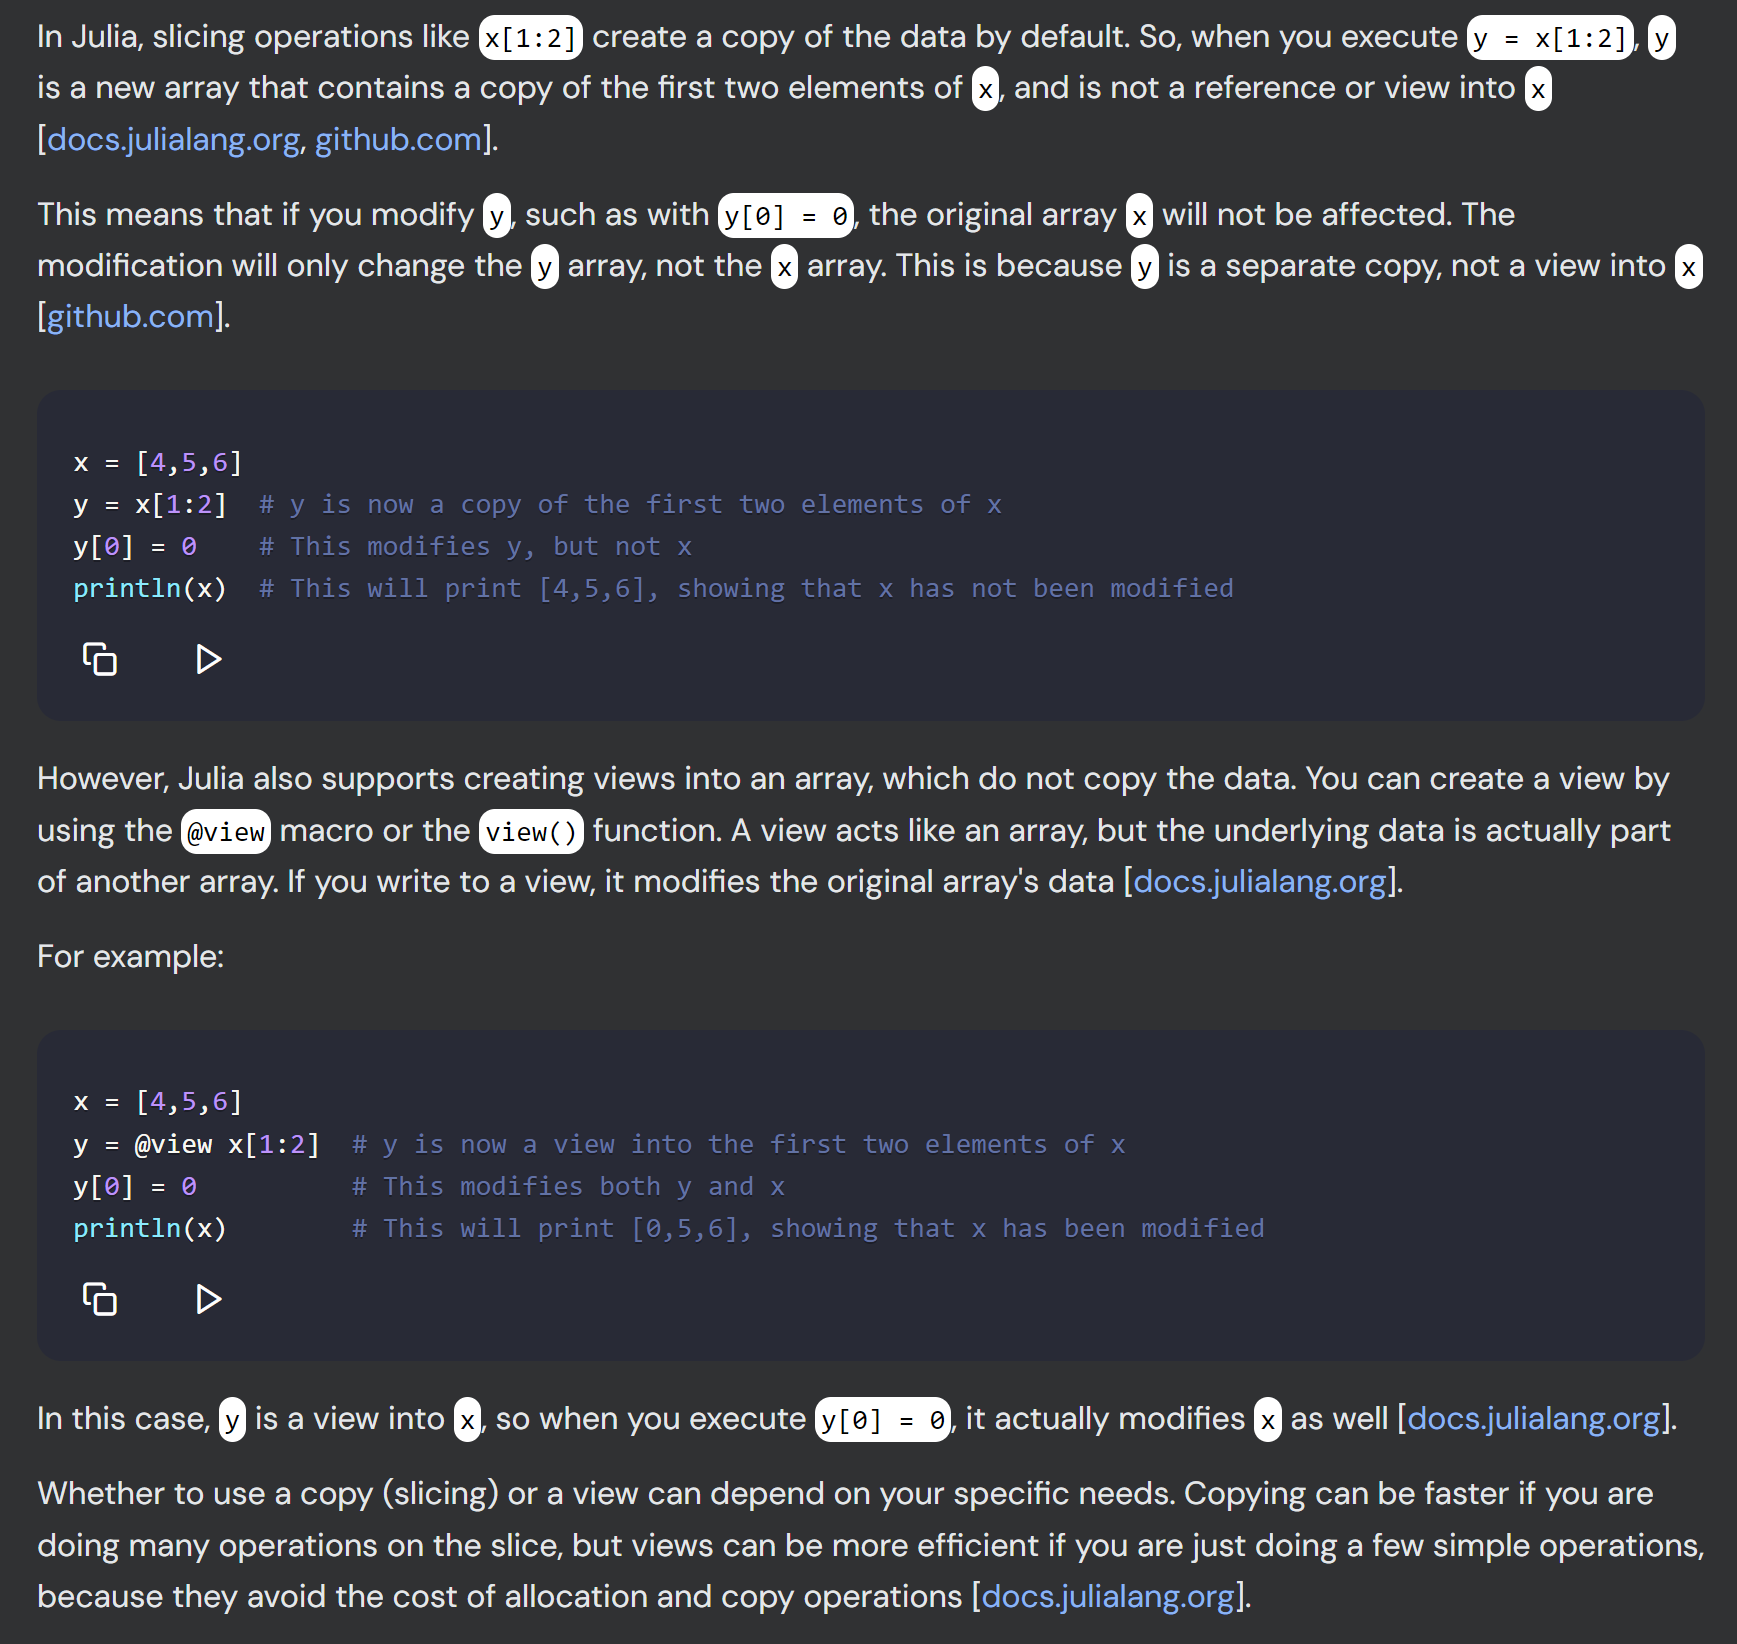 In Julia, slicing operations like x[1:2] create a copy of the data by default. So, when you execute y = x[1:2], y
is a new array that contains a copy of the first two elements of x, and is not a reference or view into x
[docs.julialang.org, github.com].
This means that if you modify y, such as with y[0] = 0, the original array x will not be affected. The
modification will only change the y array, not the x array. This is because y is a separate copy, not a view into x
[github.com].
x = [4,5,6]
y = x[1:2]  # y is now a copy of the first two elements of x
y[0] = 0    # This modifies y, but not x
println(x)  # This will print [4,5,6], showing that x has not been modified
However, Julia also supports creating views into an array, which do not copy the data. You can create a view by
using the @view macro or the view() function. A view acts like an array, but the underlying data is actually part
of another array. If you write to a view, it modifies the original array's data [docs.julialang.org].
For example:
x = [4,5,6]
y = @view x[1:2]  # y is now a view into the first two elements of x
y[0] = 0          # This modifies both y and x
println(x)        # This will print [0,5,6], showing that x has been modified
In this case, y is a view into x, so when you execute y[0] = 0, it actually modifies x as well [docs.julialang.org].
Whether to use a copy (slicing) or a view can depend on your specific needs. Copying can be faster if you are
doing many operations on the slice, but views can be more efficient if you are just doing a few simple operations,
because they avoid the cost of allocation and copy operations [docs.julialang.org].